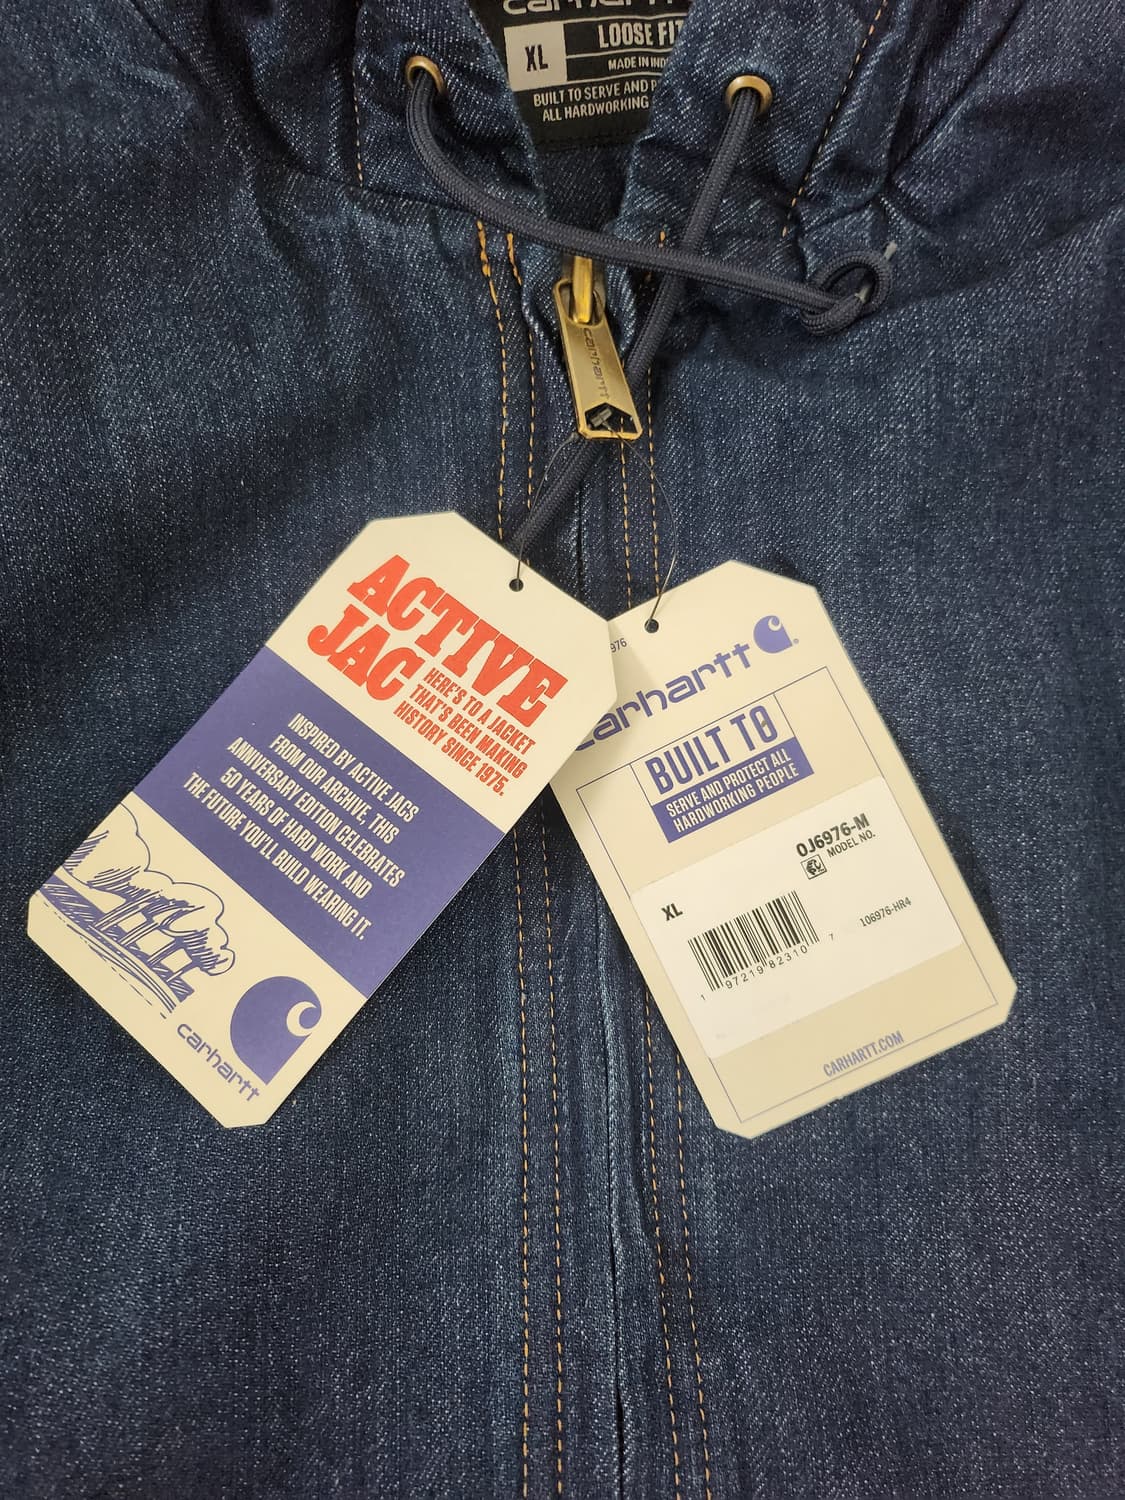 carhartt
XL
LOOSE FIT
MADE IN
BUILT TO SERVE AND
ALL HARDWORKING
carhartt
ACTIVE
JAC
HERE'S TO A JACKET
THAT'S BEEN MAKING
HISTORY SINCE 1975.
INSPIRED BY ACTIVE JACS
FROM OUR ARCHIVE, THIS
ANNIVERSARY EDITION CELEBRATES
50 YEARS OF HARD WORK AND
THE FUTURE YOU'LL BUILD WEARING IT.
carhartt
976
carhartt®
BUILT TO
SERVE AND PROTECT ALL
HARDWORKING PEOPLE
0J6976-M
MODEL NO.
XL
106976-HR4
1 97219 82310 7
CARHARTT.COM